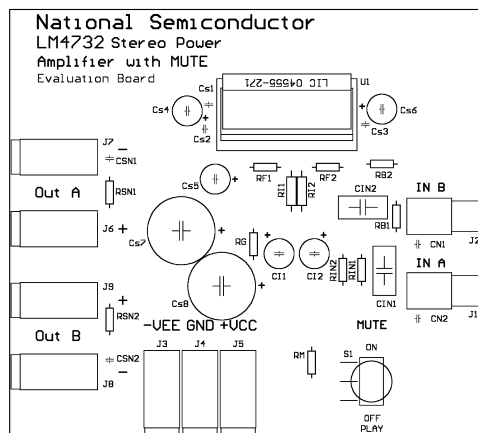 National Semiconductor
LM4732 Stereo Power
Amplifier with MUTE
Evaluation Board
U1
LIC 04555-271
Cs1
Cs4
+
Cs2
+
Cs6
Cs3
J7
-
CSN1
RSN1
Out A
J6
+
Cs5
+
RF1
RF2
RB2
RI1
RI2
CIN2
RB1
IN B
J2
CN1
Cs7
+
RG
+
CI1
+
CI2
RIN2
RIN1
CIN1
IN A
J1
CN2
J9
+
RSN2
Out B
CSN2
-
J8
Cs8
+
-VEE GND +VCC
J3
J4
J5
MUTE
RM
S1
ON
OFF
PLAY